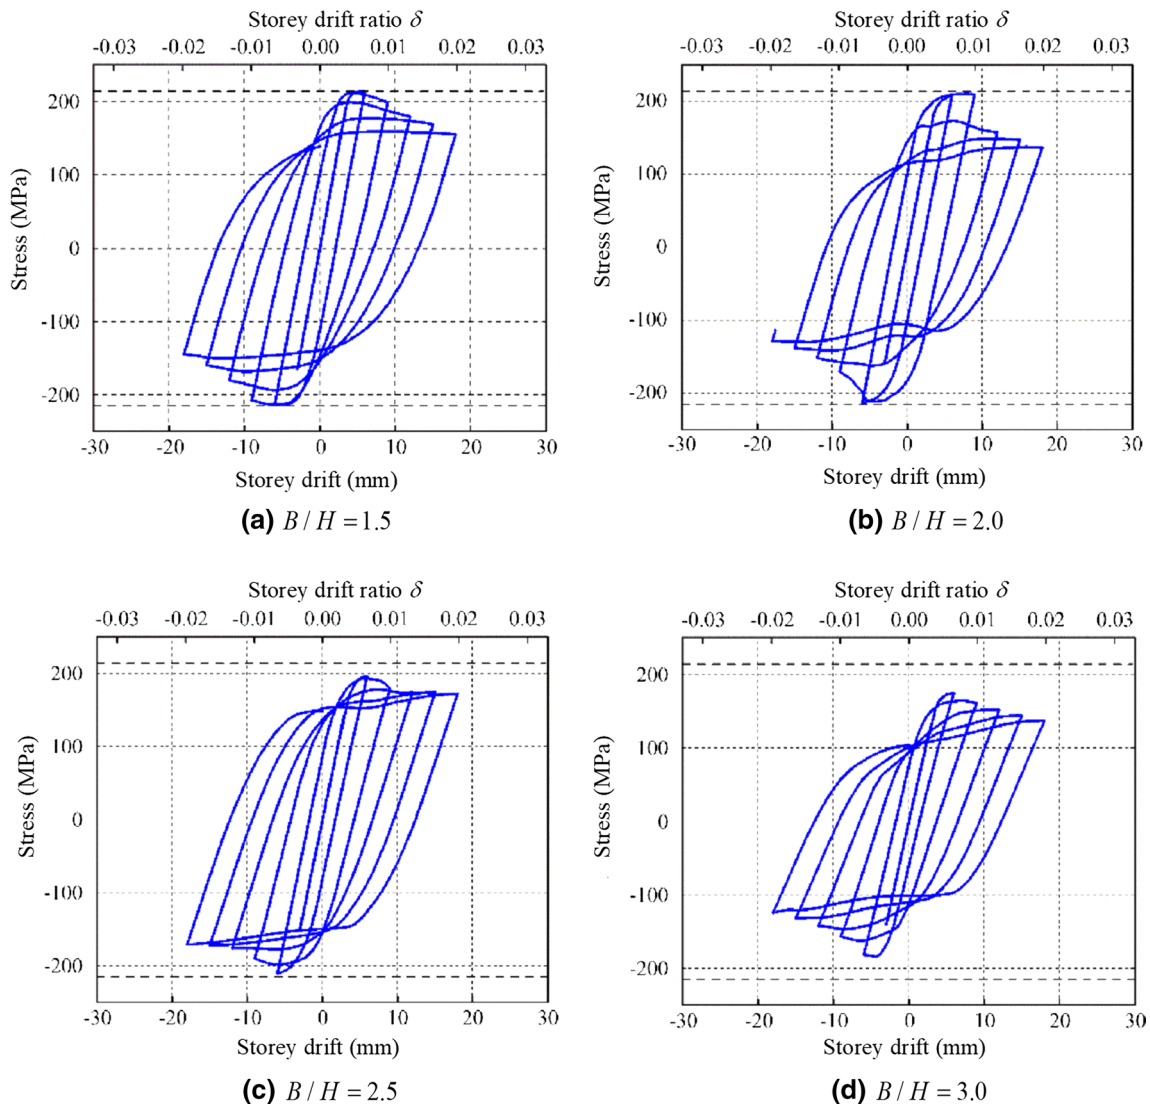 Storey drift ratio δ
-0.03 -0.02 -0.01 0.00 0.01 0.02 0.03
200
100
0
-100
-200
Stress (MPa)
-30 -20 -10 0 10 20 30
Storey drift (mm)
(a) B / H = 1.5
Storey drift ratio δ
-0.03 -0.02 -0.01 0.00 0.01 0.02 0.03
200
100
0
-100
-200
Stress (MPa)
-30 -20 -10 0 10 20 30
Storey drift (mm)
(b) B / H = 2.0
Storey drift ratio δ
-0.03 -0.02 -0.01 0.00 0.01 0.02 0.03
200
100
0
-100
-200
Stress (MPa)
-30 -20 -10 0 10 20 30
Storey drift (mm)
(c) B / H = 2.5
Storey drift ratio δ
-0.03 -0.02 -0.01 0.00 0.01 0.02 0.03
200
100
0
-100
-200
Stress (MPa)
-30 -20 -10 0 10 20 30
Storey drift (mm)
(d) B / H = 3.0